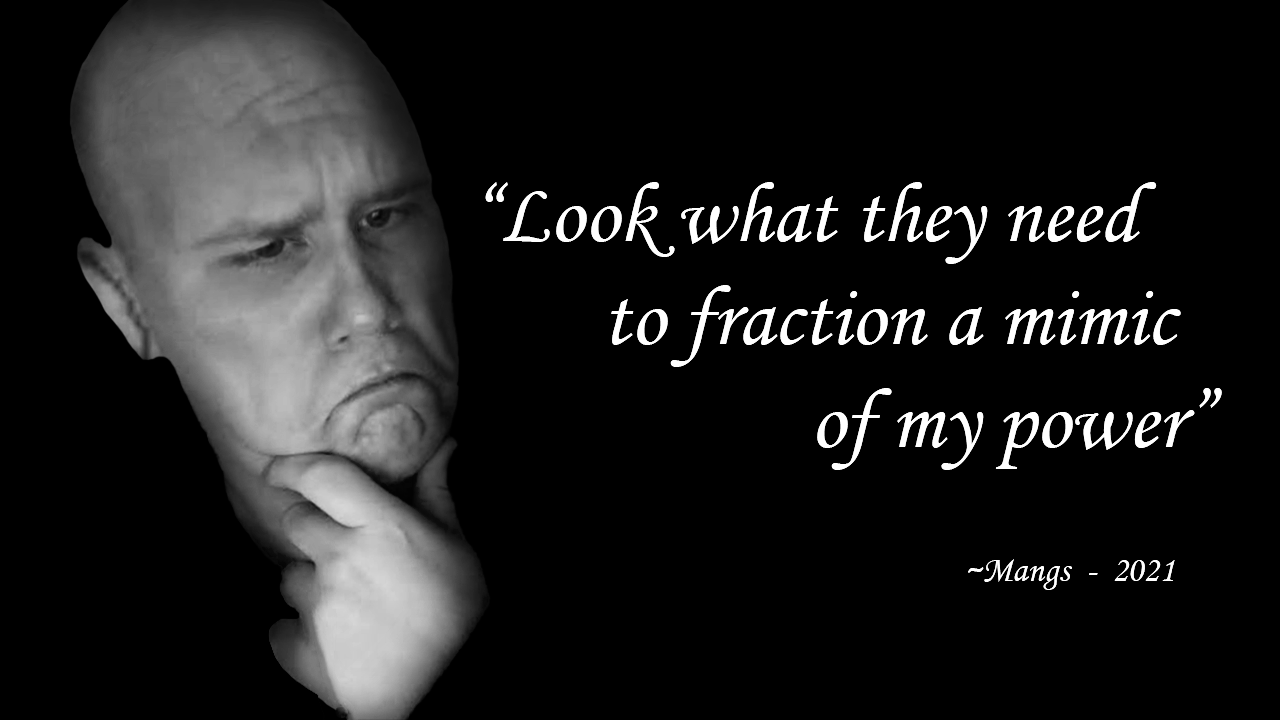 “Look what they need
to fraction a mimic
of my power”
~Mangs - 2021